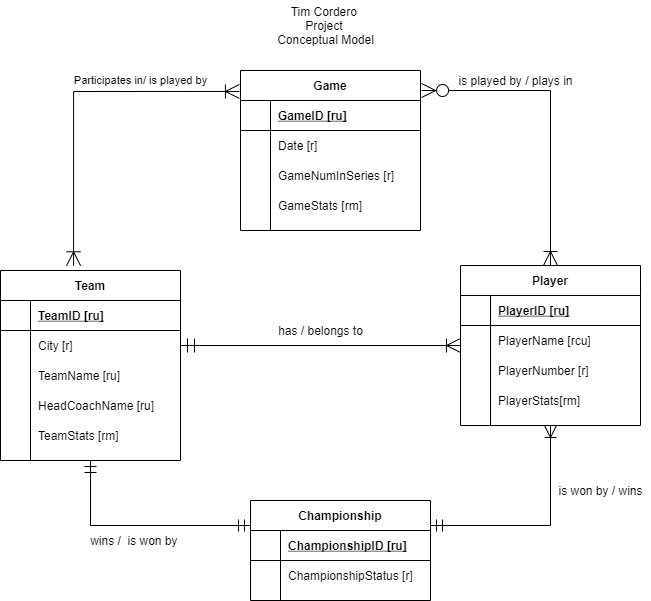 Tim Cordero
Project
Conceptual Model
Participates in/ is played by
is played by / plays in
Game
GameID [ru]
Date [r]
GameNumInSeries [r]
GameStats [rm]
Team
TeamID [ru]
City [r]
TeamName [ru]
HeadCoachName [ru]
TeamStats [rm]
has / belongs to
Player
PlayerID [ru]
PlayerName [rcu]
PlayerNumber [r]
PlayerStats[rm]
is won by / wins
wins /  is won by
Championship
ChampionshipID [ru]
ChampionshipStatus [r]